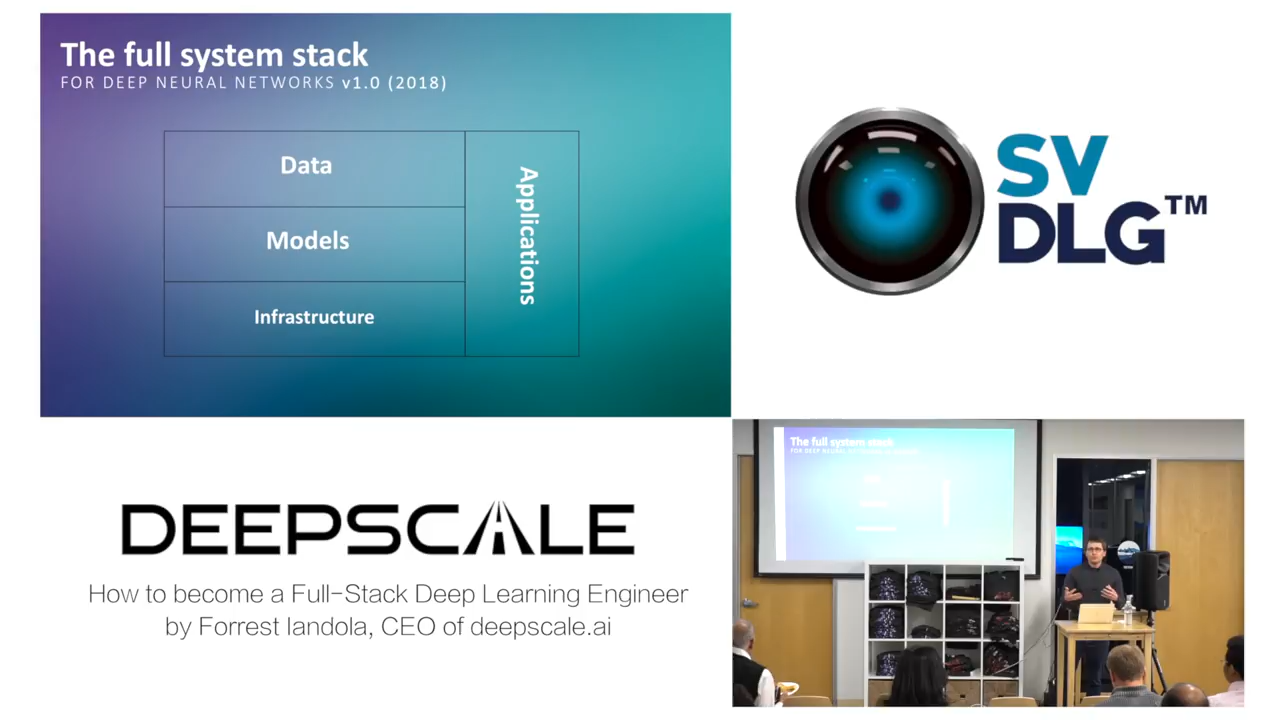 The full system stack
FOR DEEP NEURAL NETWORKS v1.0 (2018)
Data
Models
Infrastructure
Applications
SV
DLG™
DEEPSCALE
How to become a Full-Stack Deep Learning Engineer
by Forrest Iandola, CEO of deepscale.ai
The full system stack